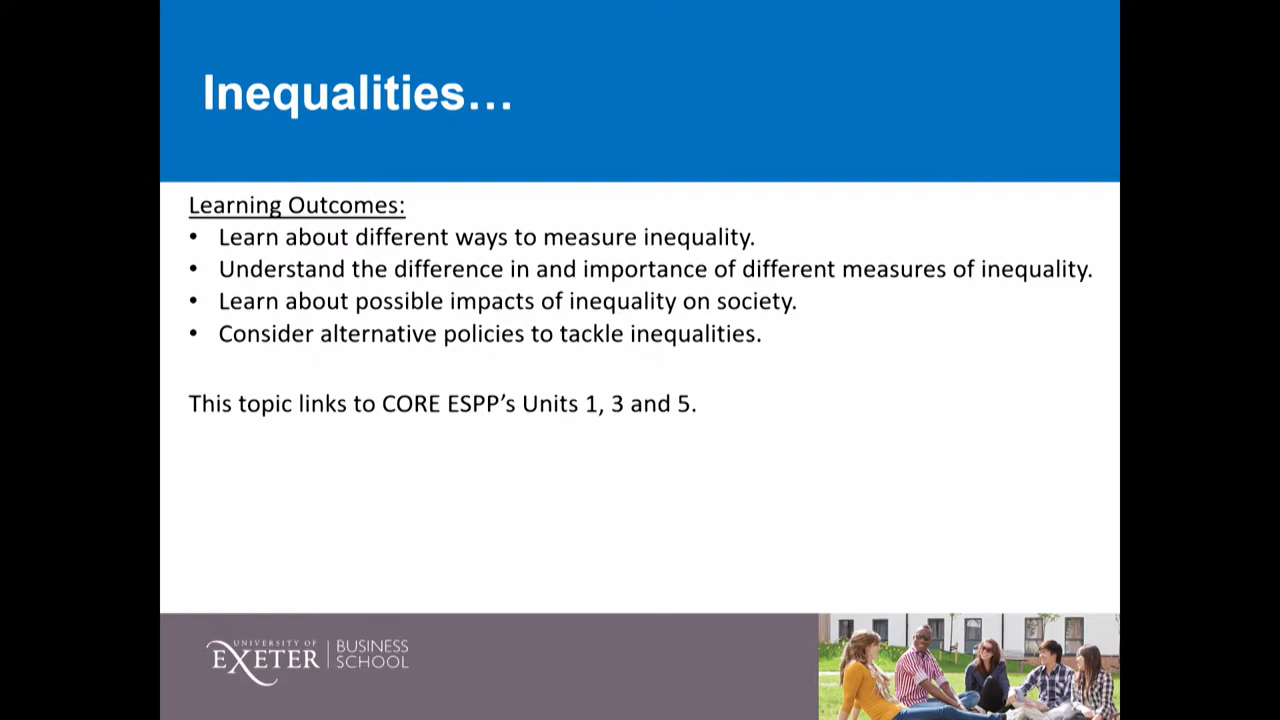 Inequalities…
Learning Outcomes:
• Learn about different ways to measure inequality.
• Understand the difference in and importance of different measures of inequality.
• Learn about possible impacts of inequality on society.
• Consider alternative policies to tackle inequalities.
This topic links to CORE ESPP’s Units 1, 3 and 5.
UNIVERSITY OF
EXETER
BUSINESS
SCHOOL